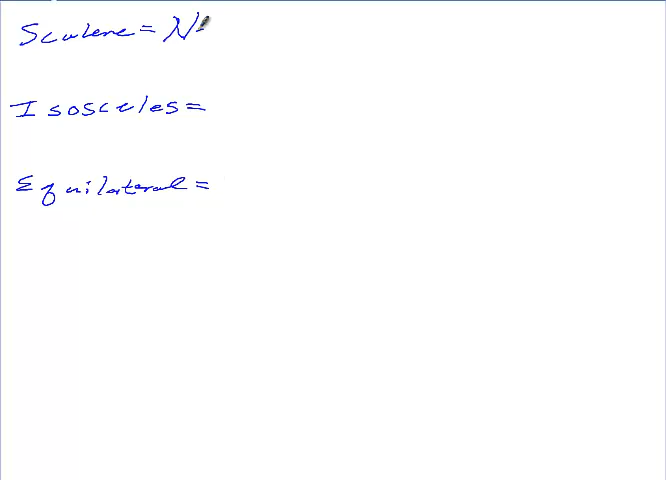 Scalene = N
Isosceles =
Equilateral =